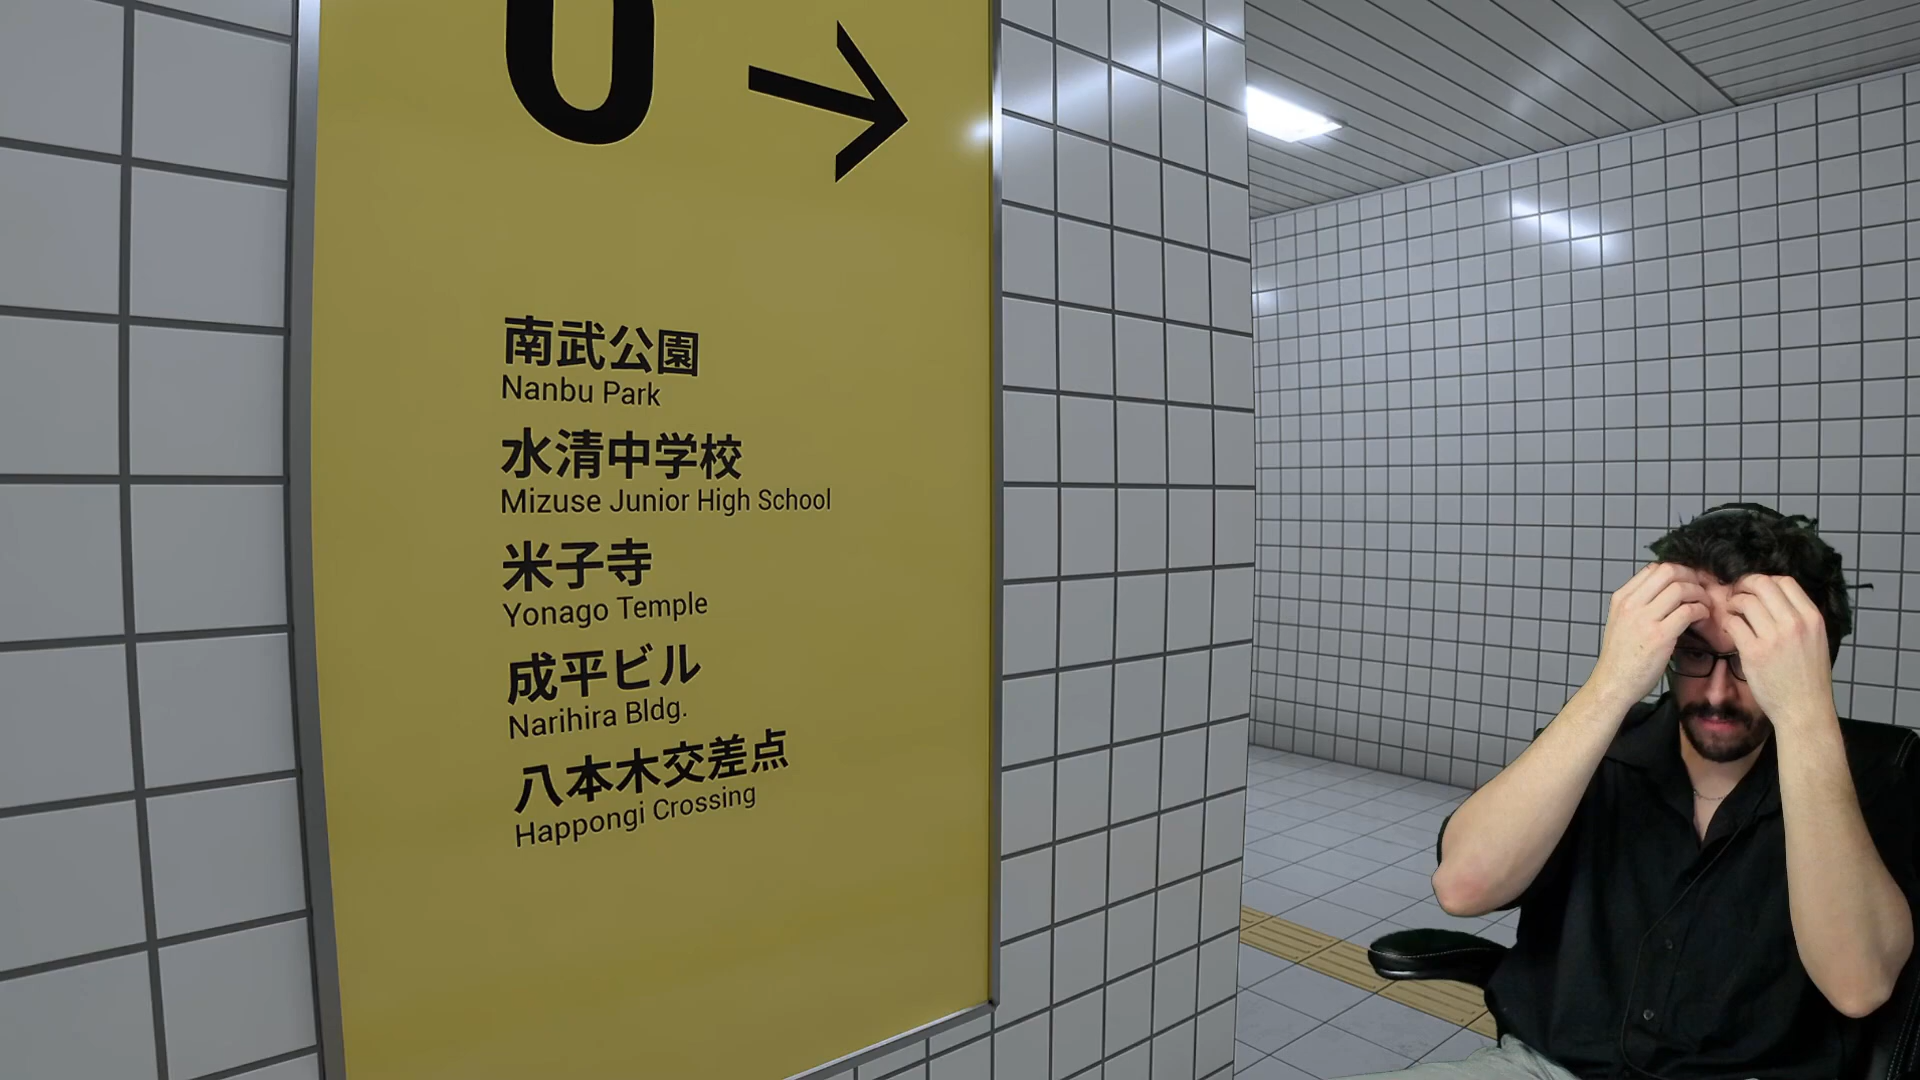 0 →
南武公園
Nanbu Park
水清中学校
Mizuse Junior High School
米子寺
Yonago Temple
成平ビル
Narihira Bldg.
八本木交差点
Happongi Crossing